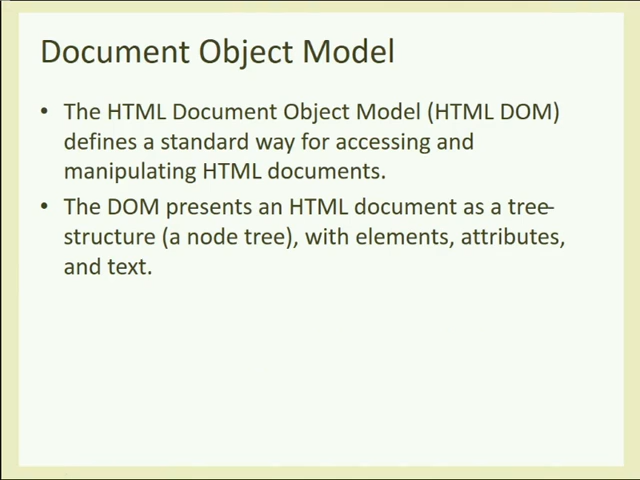 Document Object Model
• The HTML Document Object Model (HTML DOM)
defines a standard way for accessing and
manipulating HTML documents.
• The DOM presents an HTML document as a tree-
structure (a node tree), with elements, attributes,
and text.